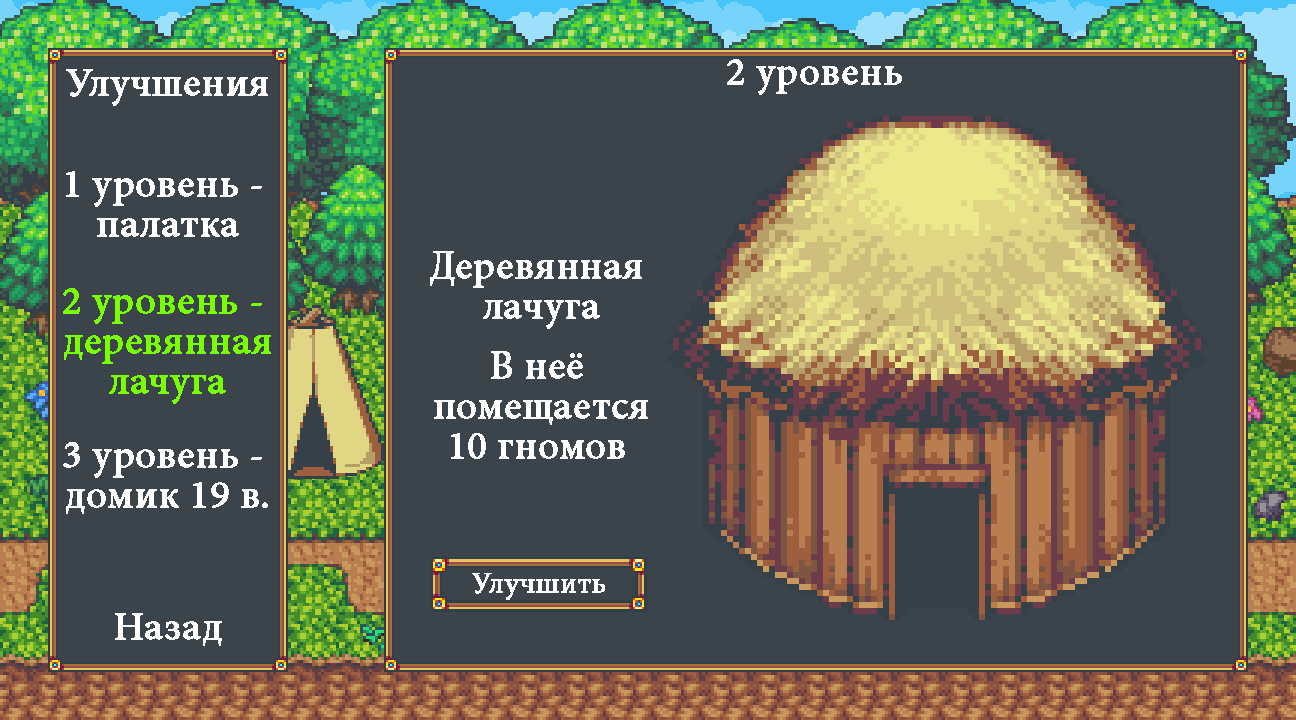 Улучшения
1 уровень -
палатка
2 уровень -
деревянная
лачуга
3 уровень -
домик 19 в.
Назад
2 уровень
Деревянная
лачуга
В неё
помещается
10 гномов
Улучшить